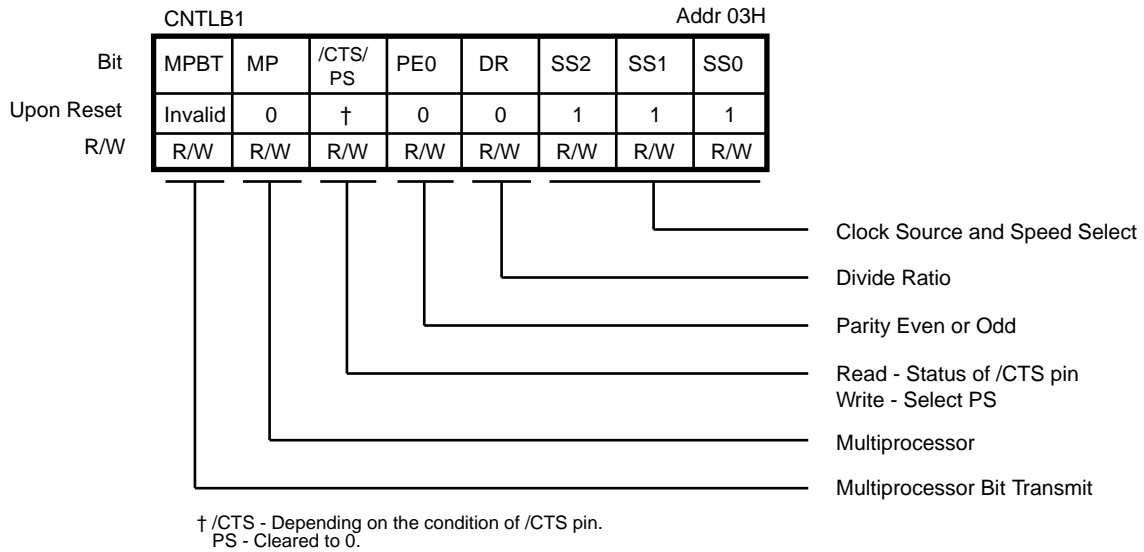 CNTLB1 Addr 03H
Bit MPBT MP /CTS/ PS PE0 DR SS2 SS1 SS0
Upon Reset Invalid 0 † 0 0 1 1 1
R/W R/W R/W R/W R/W R/W R/W R/W R/W
Clock Source and Speed Select
Divide Ratio
Parity Even or Odd
Read - Status of /CTS pin
Write - Select PS
Multiprocessor
Multiprocessor Bit Transmit
† /CTS - Depending on the condition of /CTS pin.
PS - Cleared to 0.